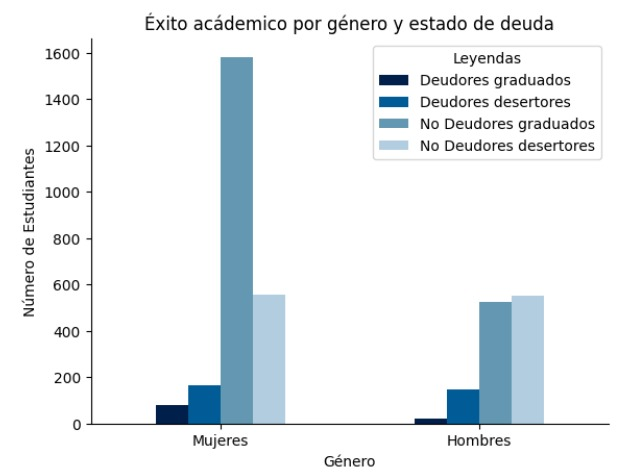 Éxito acádemico por género y estado de deuda
Leyendas
Deudores graduados
Deudores desertores
No Deudores graduados
No Deudores desertores
Número de Estudiantes
1600
1400
1200
1000
800
600
400
200
0
Mujeres
Hombres
Género